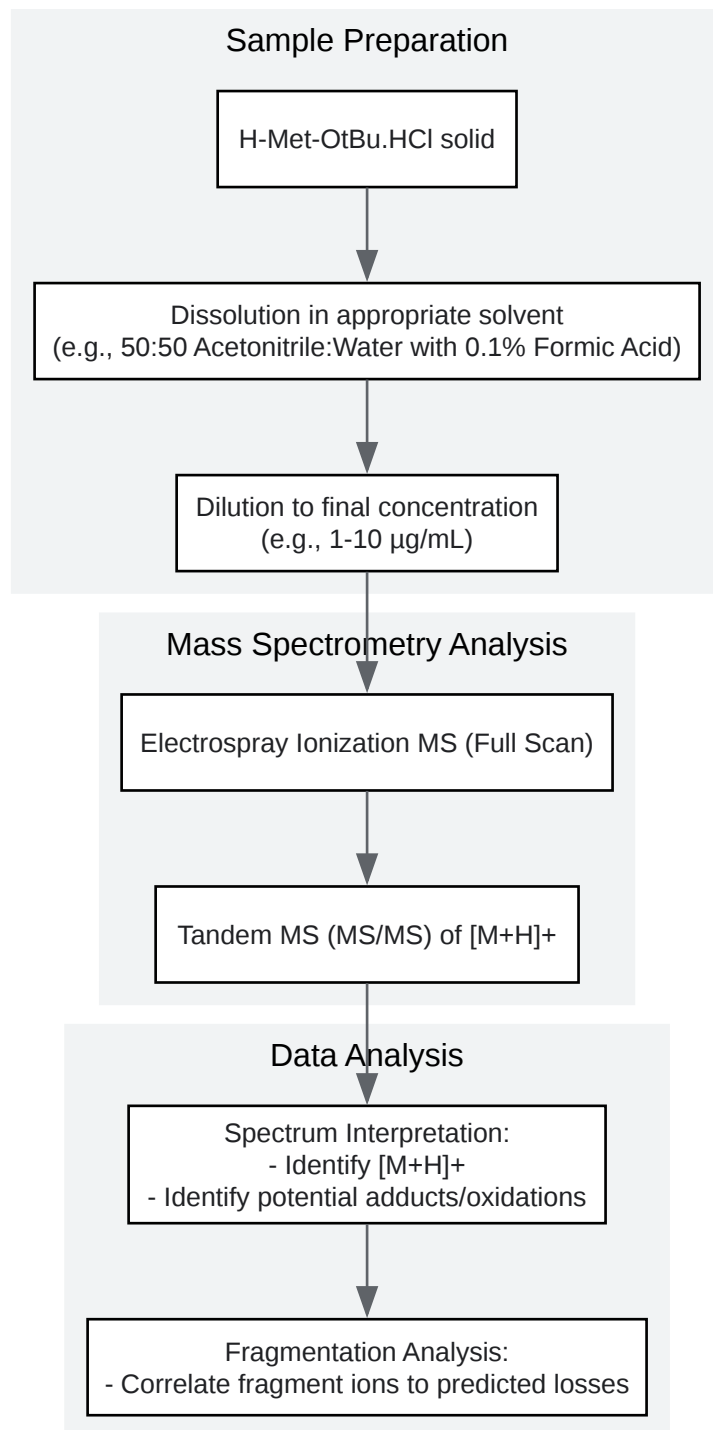 Sample Preparation
H-Met-OtBu.HCl solid
Dissolution in appropriate solvent
(e.g., 50:50 Acetonitrile:Water with 0.1% Formic Acid)
Dilution to final concentration
(e.g., 1-10 µg/mL)
Mass Spectrometry Analysis
Electrospray Ionization MS (Full Scan)
Tandem MS (MS/MS) of [M+H]+
Data Analysis
Spectrum Interpretation:
- Identify [M+H]+
- Identify potential adducts/oxidations
Fragmentation Analysis:
- Correlate fragment ions to predicted losses